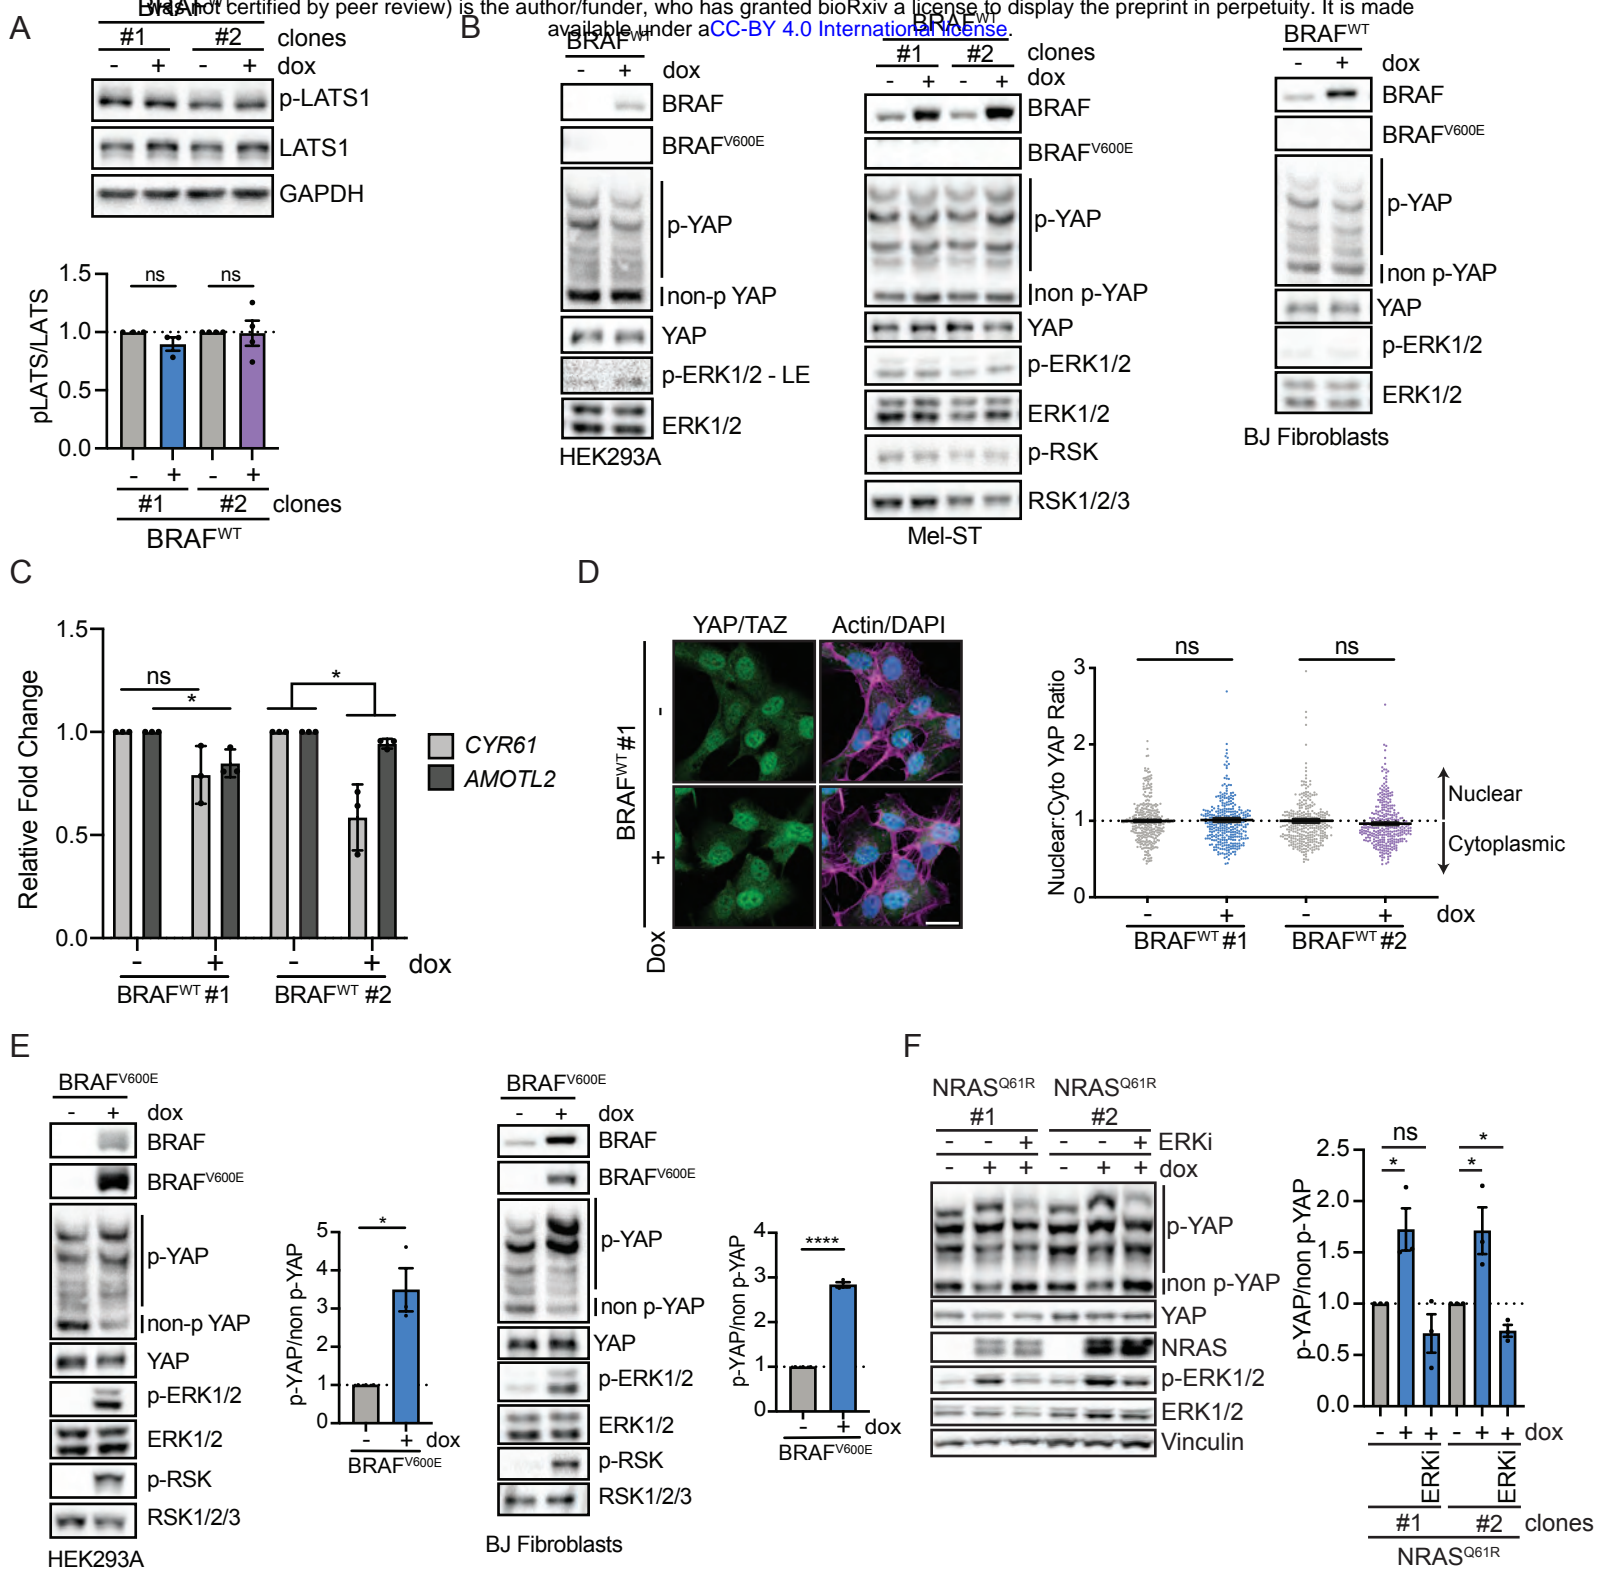 was not certified by peer review) is the author/funder, who has granted bioRxiv a license to display the preprint in perpetuity. It is made
available under aCC-BY 4.0 International license.
A
BRAFWT
#1 #2 clones
- + - + dox
p-LATS1
LATS1
GAPDH
pLATS/LATS
1.5
1.0
0.5
0.0
ns ns
- + - +
#1 #2 clones
BRAFWT
B
BRAFWT
- + dox
BRAF
BRAFV600E
p-YAP
non-p YAP
YAP
p-ERK1/2 - LE
ERK1/2
HEK293A
BRAFWT
#1 #2 clones
- + - + dox
BRAF
BRAFV600E
p-YAP
non p-YAP
YAP
p-ERK1/2
ERK1/2
p-RSK
RSK1/2/3
Mel-ST
BRAFWT
- + dox
BRAF
BRAFV600E
p-YAP
non p-YAP
YAP
p-ERK1/2
ERK1/2
BJ Fibroblasts
C
Relative Fold Change
1.5
1.0
0.5
0.0
ns
*
*
CYR61
AMOTL2
- + - + dox
BRAFWT #1 BRAFWT #2
D
YAP/TAZ Actin/DAPI
BRAFWT#1
-
+
Dox
Nuclear:Cyto YAP Ratio
3
2
1
0
ns ns
Nuclear
Cytoplasmic
- + - + dox
BRAFWT #1 BRAFWT #2
E
BRAFV600E
- + dox
BRAF
BRAFV600E
p-YAP
non-p YAP
YAP
p-ERK1/2
ERK1/2
p-RSK
RSK1/2/3
HEK293A
p-YAP/non p-YAP
5
4
3
2
1
0
*
- + dox
BRAFV600E
BRAFV600E
- + dox
BRAF
BRAFV600E
p-YAP
non p-YAP
YAP
p-ERK1/2
ERK1/2
p-RSK
RSK1/2/3
BJ Fibroblasts
p-YAP/non p-YAP
4
3
2
1
0
****
- + dox
BRAFV600E
F
NRASQ61R NRASQ61R
#1 #2
- - + - - + ERKi
- + + - + + dox
p-YAP
non p-YAP
YAP
NRAS
p-ERK1/2
ERK1/2
Vinculin
p-YAP/non p-YAP
2.5
2.0
1.5
1.0
0.5
0.0
ns *
* *
- + + - + + dox
ERKi ERKi
#1 #2 clones
NRASQ61R